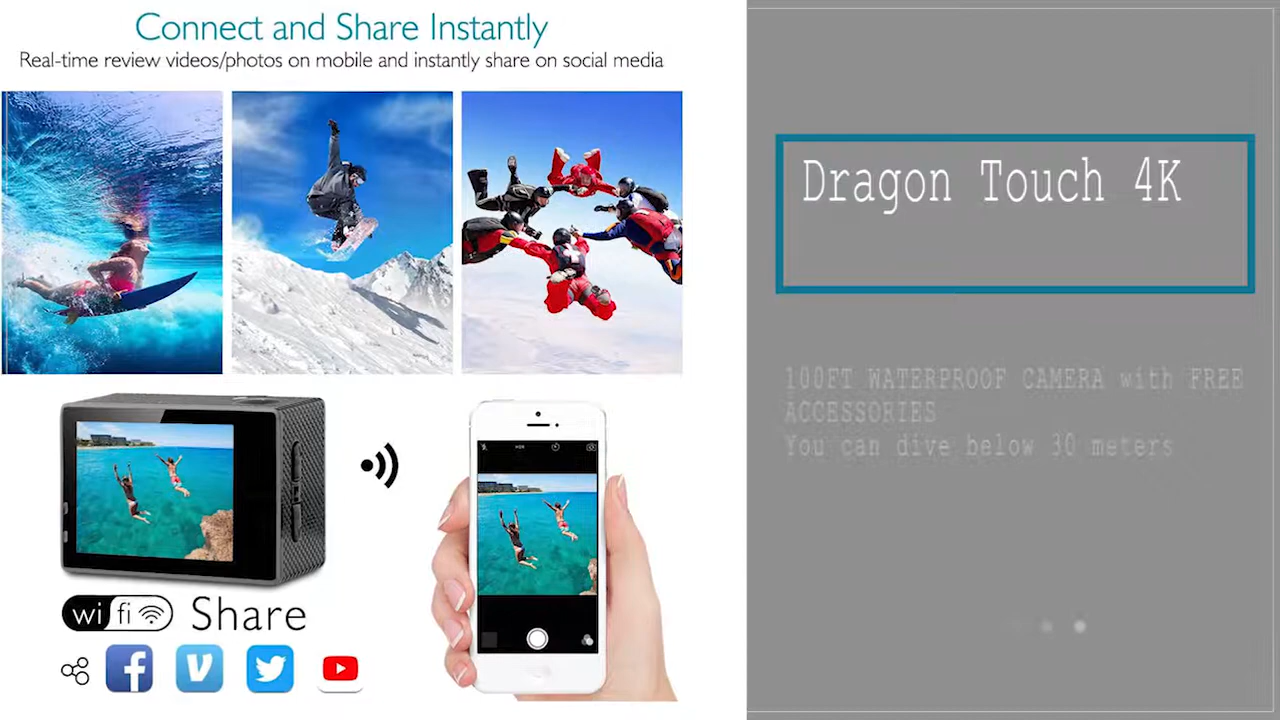 Connect and Share Instantly
Real-time review videos/photos on mobile and instantly share on social media
wi fi Share
Dragon Touch 4K
100FT WATERPROOF CAMERA with FREE
ACCESSORIES
You can dive below 30 meters